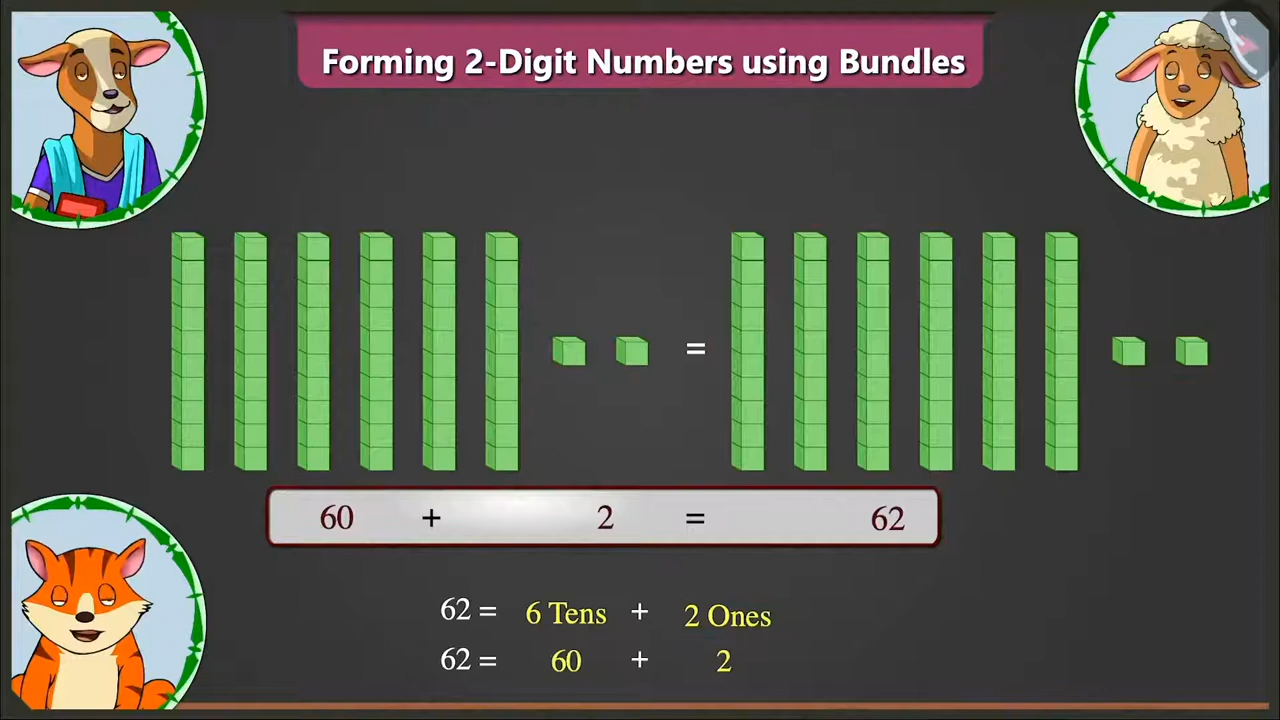 Forming 2-Digit Numbers using Bundles
=
60 + 2 = 62
62 = 6 Tens + 2 Ones
62 = 60 + 2